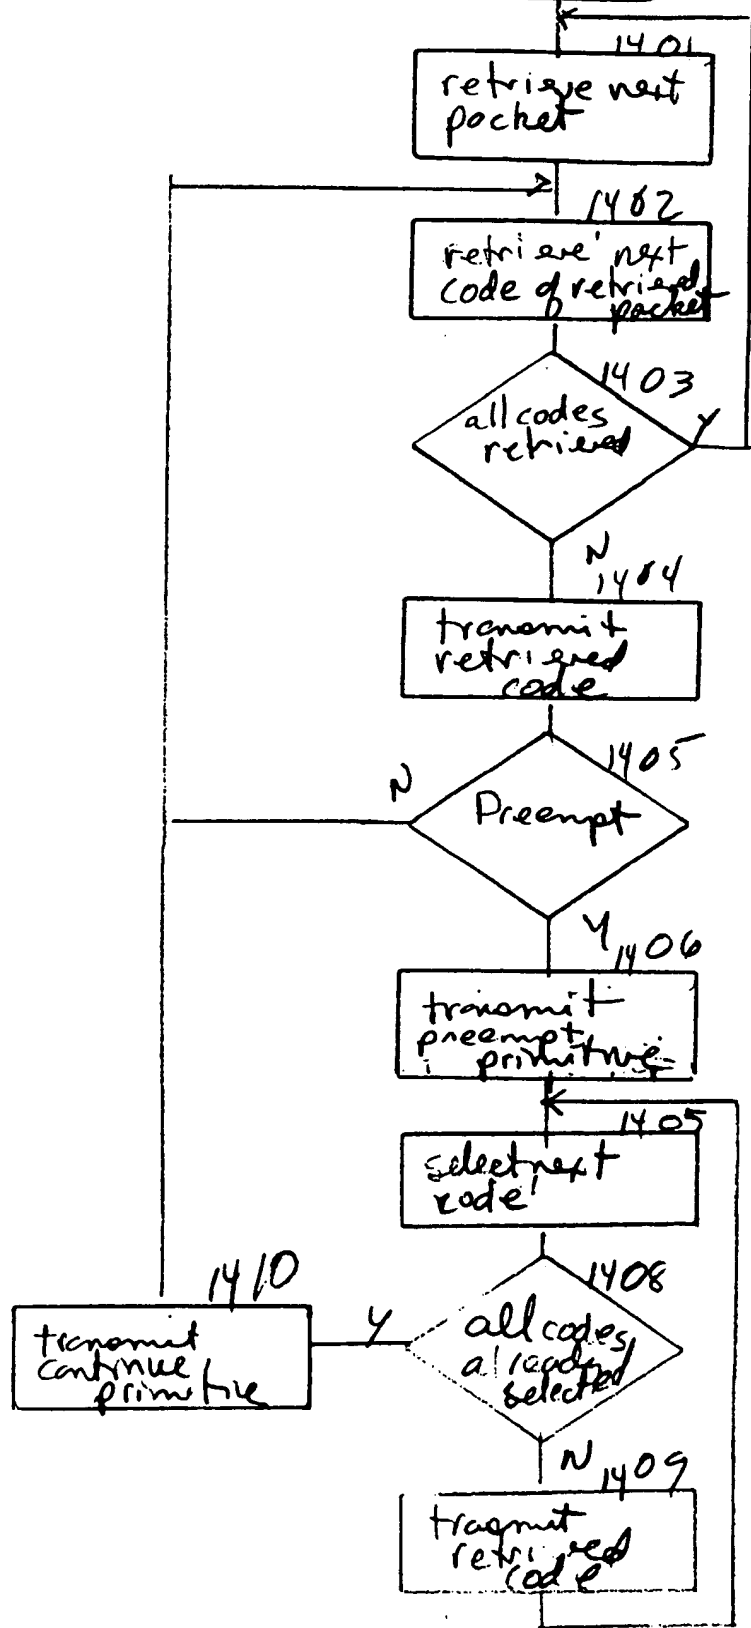 1401
retrieve next
packet
1402
retrieve next
code of retrieved
packet
1403
all codes
retrieved
Y
N
1404
transmit
retrieved
code
1405
Preempt
N
Y
1406
transmit
preempt
primitive
1405
select next
code
1408
all codes
already
selected
Y
1410
transmit
continue
primitive
N
1409
transmit
retrieved
code